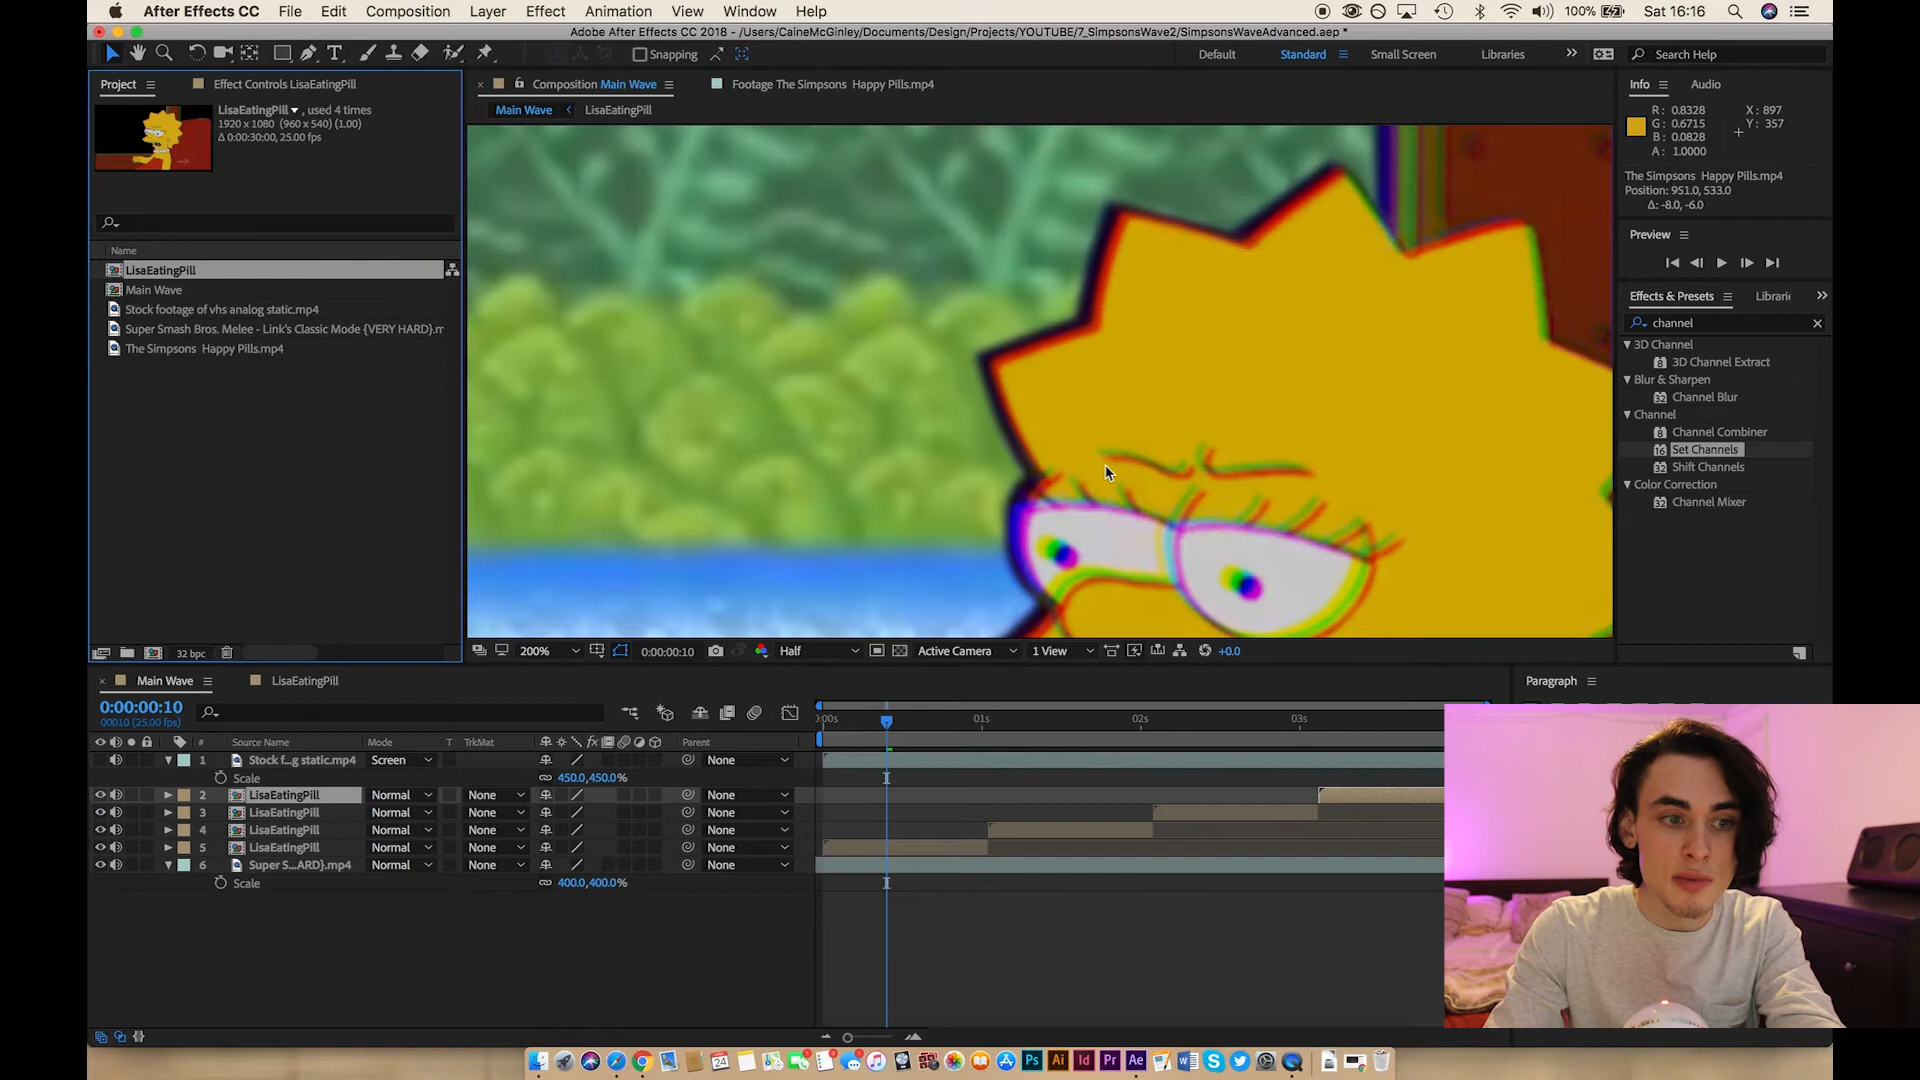 After Effects CC File Edit Composition Layer Effect Animation View Window Help 100% Sat 16:16
Adobe After Effects CC 2018 - /Users/CaineMcGinley/Documents/Design/Projects/YOUTUBE/7_SimpsonsWave2/SimpsonsWaveAdvanced.aep *
Snapping Default Standard Small Screen Libraries Search Help
Project Effect Controls LisaEatingPill Composition Main Wave Footage The Simpsons Happy Pills.mp4 Info Audio
LisaEatingPill , used 4 times
1920 x 1080 (960 x 540) (1.00)
Δ 0:00:30:00, 25.00 fps
Main Wave LisaEatingPill
R: 0.8328 X: 897
G: 0.6715 Y: 357
B: 0.0828
A: 1.0000
The Simpsons Happy Pills.mp4
Position: 951.0, 533.0
Δ: -8.0, -6.0
Preview
Name
LisaEatingPill
Main Wave
Stock footage of vhs analog static.mp4
Super Smash Bros. Melee - Link's Classic Mode {VERY HARD}.m
The Simpsons Happy Pills.mp4
Effects & Presets Librari
channel
3D Channel
3D Channel Extract
Blur & Sharpen
Channel Blur
Channel
Channel Combiner
Set Channels
Shift Channels
Color Correction
Channel Mixer
32 bpc 200% 0:00:00:10 Half Active Camera 1 View +0.0
Main Wave LisaEatingPill Paragraph
0:00:00:10
00010 (25.00 fps)
:00s 01s 02s 03s
# Source Name Mode T TrkMat Parent
1 Stock f...g static.mp4 Screen None
Scale 450.0,450.0%
2 LisaEatingPill Normal None None
3 LisaEatingPill Normal None None
4 LisaEatingPill Normal None None
5 LisaEatingPill Normal None None
6 Super S...ARD}.mp4 Normal None None
Scale 400.0,400.0%
24 Ps Ai Id Pr Ae